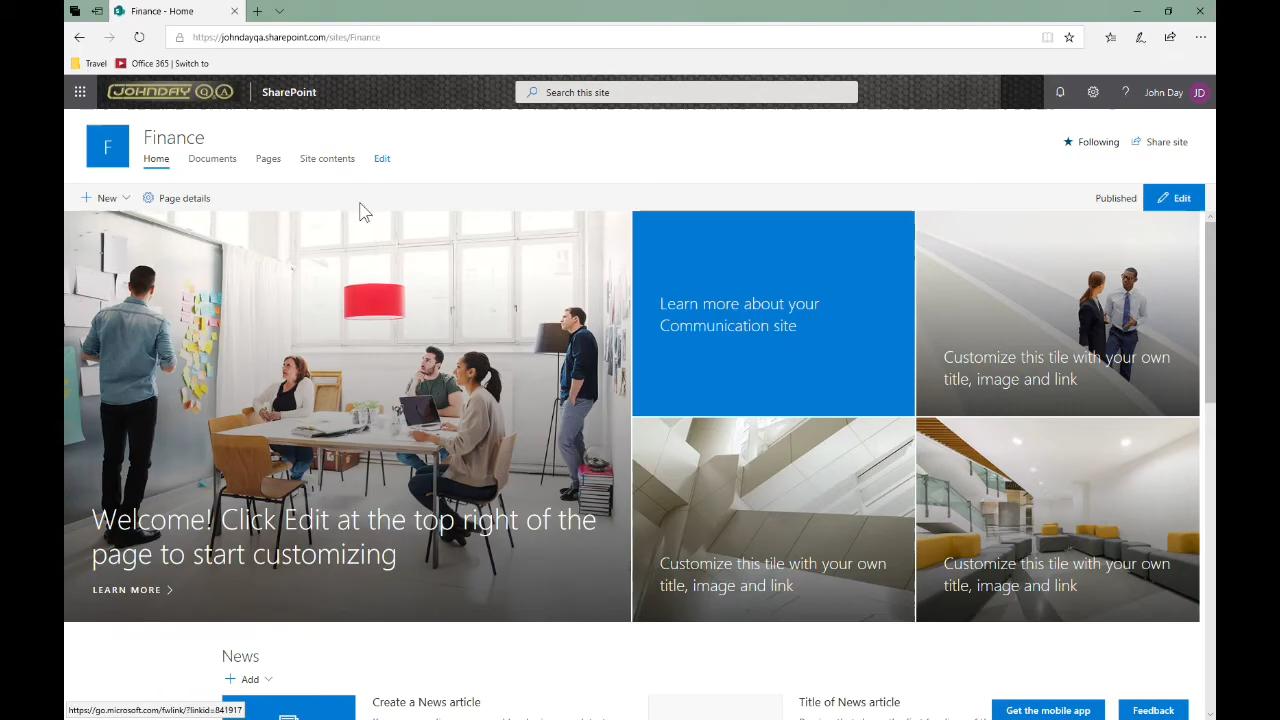 Finance - Home
https://johndayqa.sharepoint.com/sites/Finance
Travel
Office 365 | Switch to
JOHNDAY Q A
SharePoint
Search this site
?
John Day
JD
F
Finance
Following
Share site
Home
Documents
Pages
Site contents
Edit
New
Page details
Published
Edit
Learn more about your
Communication site
Customize this tile with your own
title, image and link
Welcome! Click Edit at the top right of the
page to start customizing
LEARN MORE
Customize this tile with your own
title, image and link
Customize this tile with your own
title, image and link
News
Add
Create a News article
Title of News article
https://go.microsoft.com/fwlink/?linkid=841917
Get the mobile app
Feedback